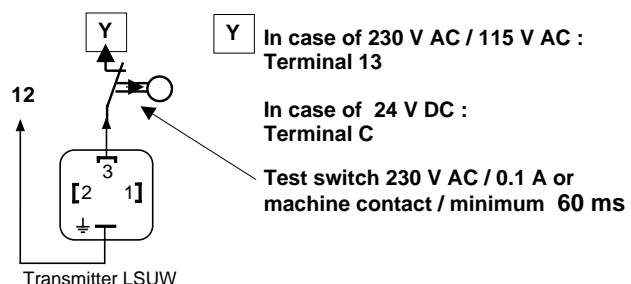 Y
Y
In case of 230 V AC / 115 V AC :
Terminal 13
In case of 24 V DC :
Terminal C
Test switch 230 V AC / 0.1 A or
machine contact / minimum 60 ms
12
3
[2 1]
Transmitter LSUW